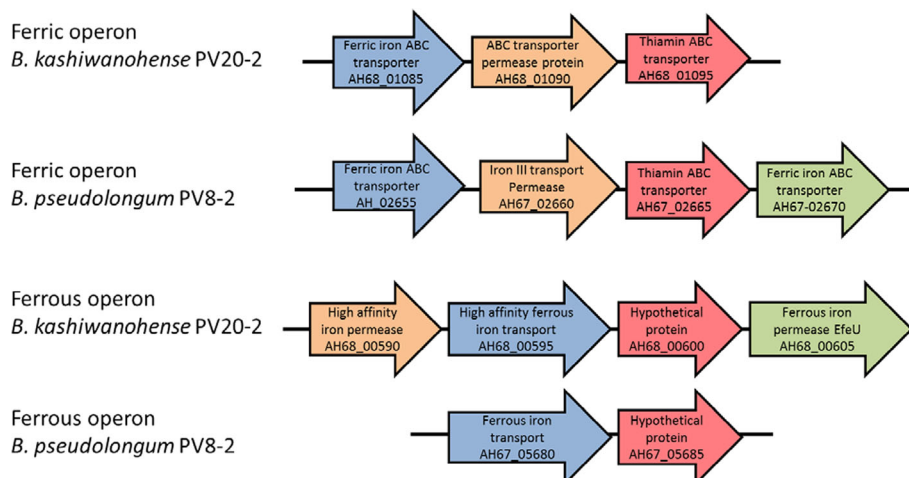 Ferric operon
B. kashiwanohense PV20-2
Ferric iron ABC
transporter
AH68_01085
ABC transporter
permease protein
AH68_01090
Thiamin ABC
transporter
AH68_01095
Ferric operon
B. pseudolongum PV8-2
Ferric iron ABC
transporter
AH_02655
Iron III transport
Permease
AH67_02660
Thiamin ABC
transporter
AH67_02665
Ferric iron ABC
transporter
AH67-02670
Ferrous operon
B. kashiwanohense PV20-2
High affinity
iron permease
AH68_00590
High affinity ferrous
iron transport
AH68_00595
Hypothetical
protein
AH68_00600
Ferrous iron
permease EfeU
AH68_00605
Ferrous operon
B. pseudolongum PV8-2
Ferrous iron
transport
AH67_05680
Hypothetical
protein
AH67_05685